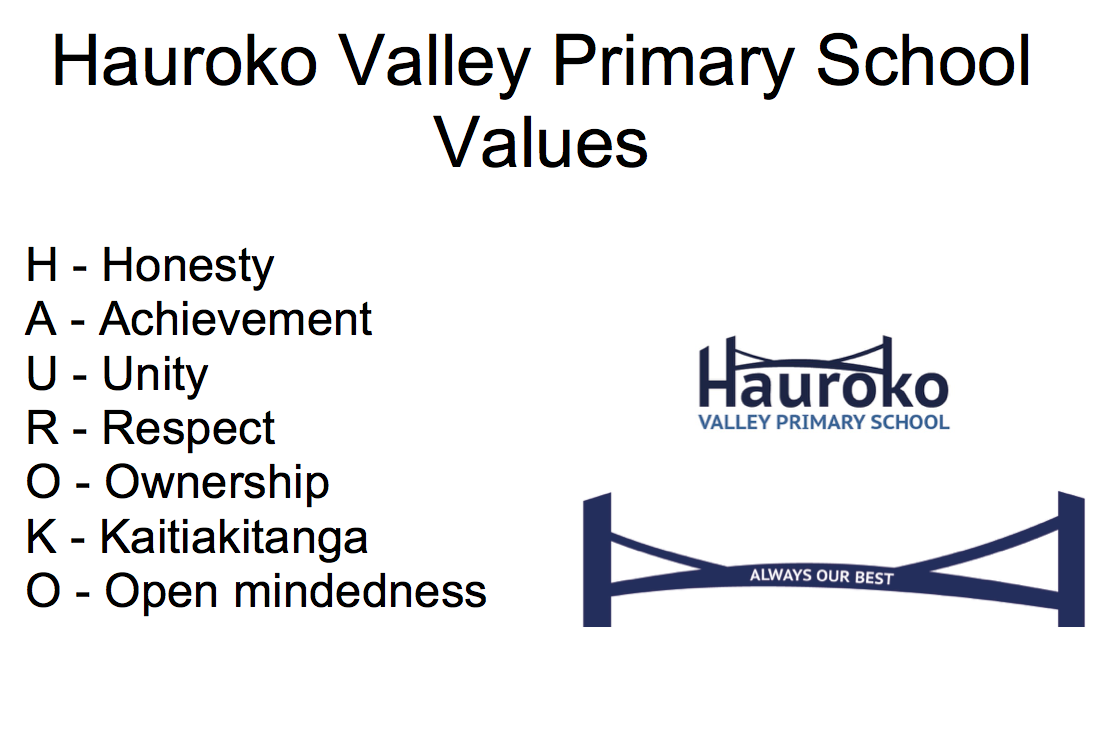 Hauroko Valley Primary School
Values
H - Honesty
A - Achievement
U - Unity
R - Respect
O - Ownership
K - Kaitiakitanga
O - Open mindedness
Hauroko
VALLEY PRIMARY SCHOOL
ALWAYS OUR BEST